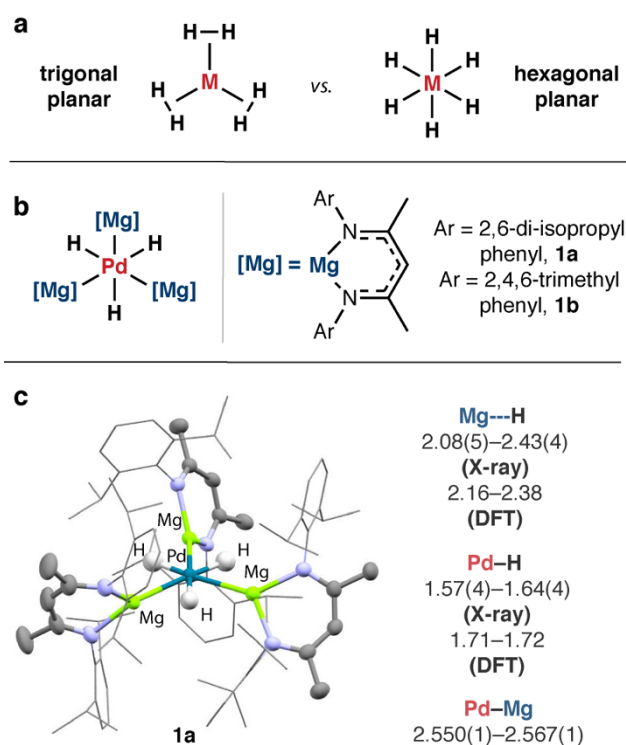 a
H–H
H
H
M
H
H
trigonal
planar
vs.
H
H
H
M
H
H
H
hexagonal
planar
b
[Mg]
H
H
Pd
[Mg]
[Mg]
H
[Mg] =
Ar
N
Mg
N
Ar
Ar = 2,6-di-isopropyl
phenyl, 1a
Ar = 2,4,6-trimethyl
phenyl, 1b
c
Mg
H
Pd
H
Mg
H
Mg
1a
Mg---H
2.08(5)–2.43(4)
(X-ray)
2.16–2.38
(DFT)
Pd–H
1.57(4)–1.64(4)
(X-ray)
1.71–1.72
(DFT)
Pd–Mg
2.550(1)–2.567(1)